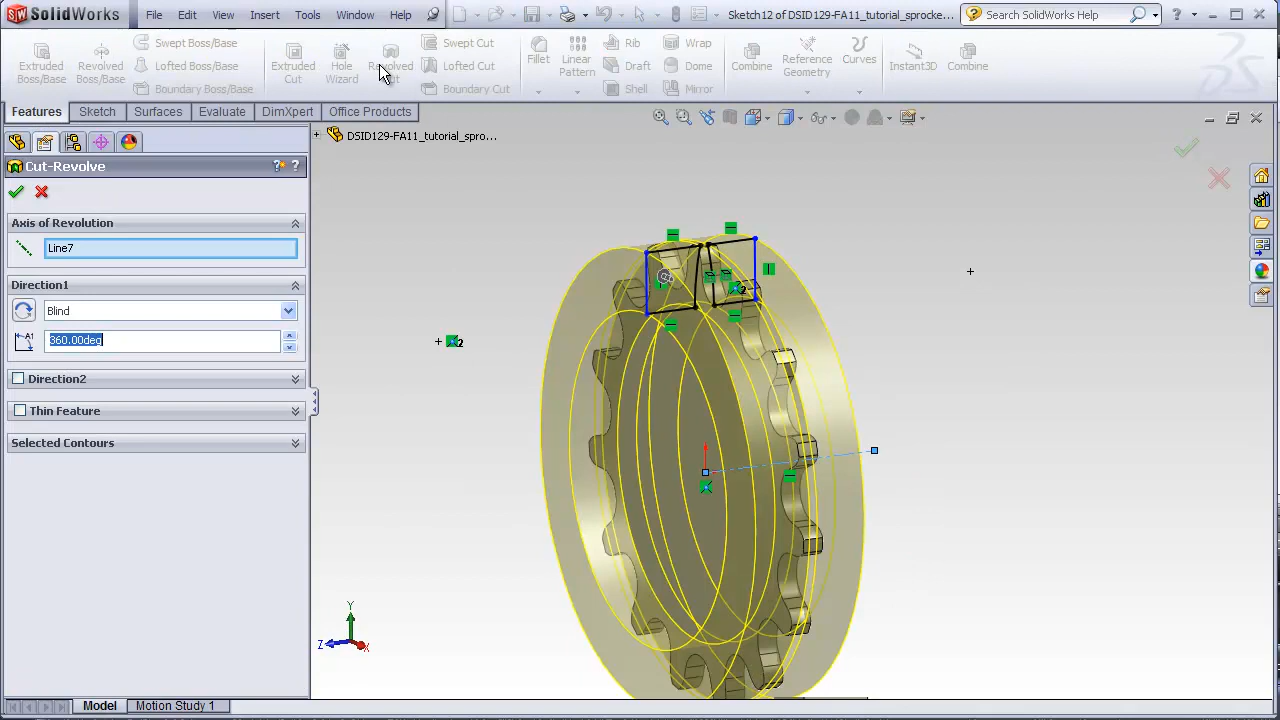 SolidWorks File Edit View Insert Tools Window Help Sketch12 of DSID129-FA11_tutorial_sprocke... Search SolidWorks Help
Extruded Boss/Base
Revolved Boss/Base
Swept Boss/Base
Lofted Boss/Base
Boundary Boss/Base
Extruded Cut
Hole Wizard
Revolved
Swept Cut
Lofted Cut
Boundary Cut
Fillet
Linear Pattern
Rib
Draft
Shell
Wrap
Dome
Mirror
Combine
Reference Geometry
Curves
Instant3D
Combine
Features Sketch Surfaces Evaluate DimXpert Office Products
DSID129-FA11_tutorial_spro...
Cut-Revolve
Axis of Revolution
Line7
Direction1
Blind
A1
360.00deg
Direction2
Thin Feature
Selected Contours
2
2
Y
Z
X
Model Motion Study 1